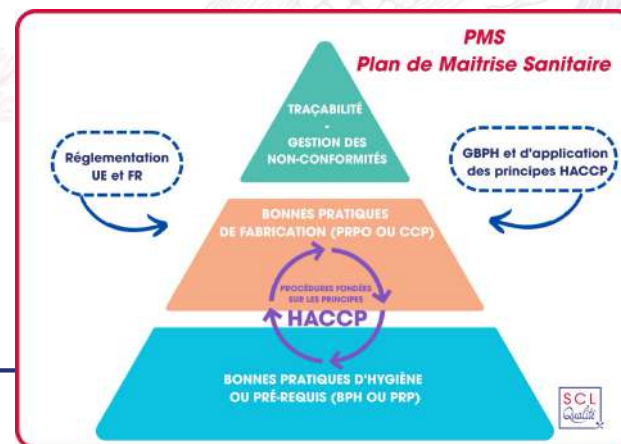 PMS
Plan de Maitrise Sanitaire
TRAÇABILITÉ
-
GESTION DES
NON-CONFORMITÉS
Réglementation
UE et FR
GBPH et d'application
des principes HACCP
BONNES PRATIQUES
DE FABRICATION (PRPO OU CCP)
PROCÉDURES FONDÉES
SUR LES PRINCIPES
HACCP
BONNES PRATIQUES D'HYGIÈNE
OU PRÉ-REQUIS (BPH OU PRP)
SCL
Qualité